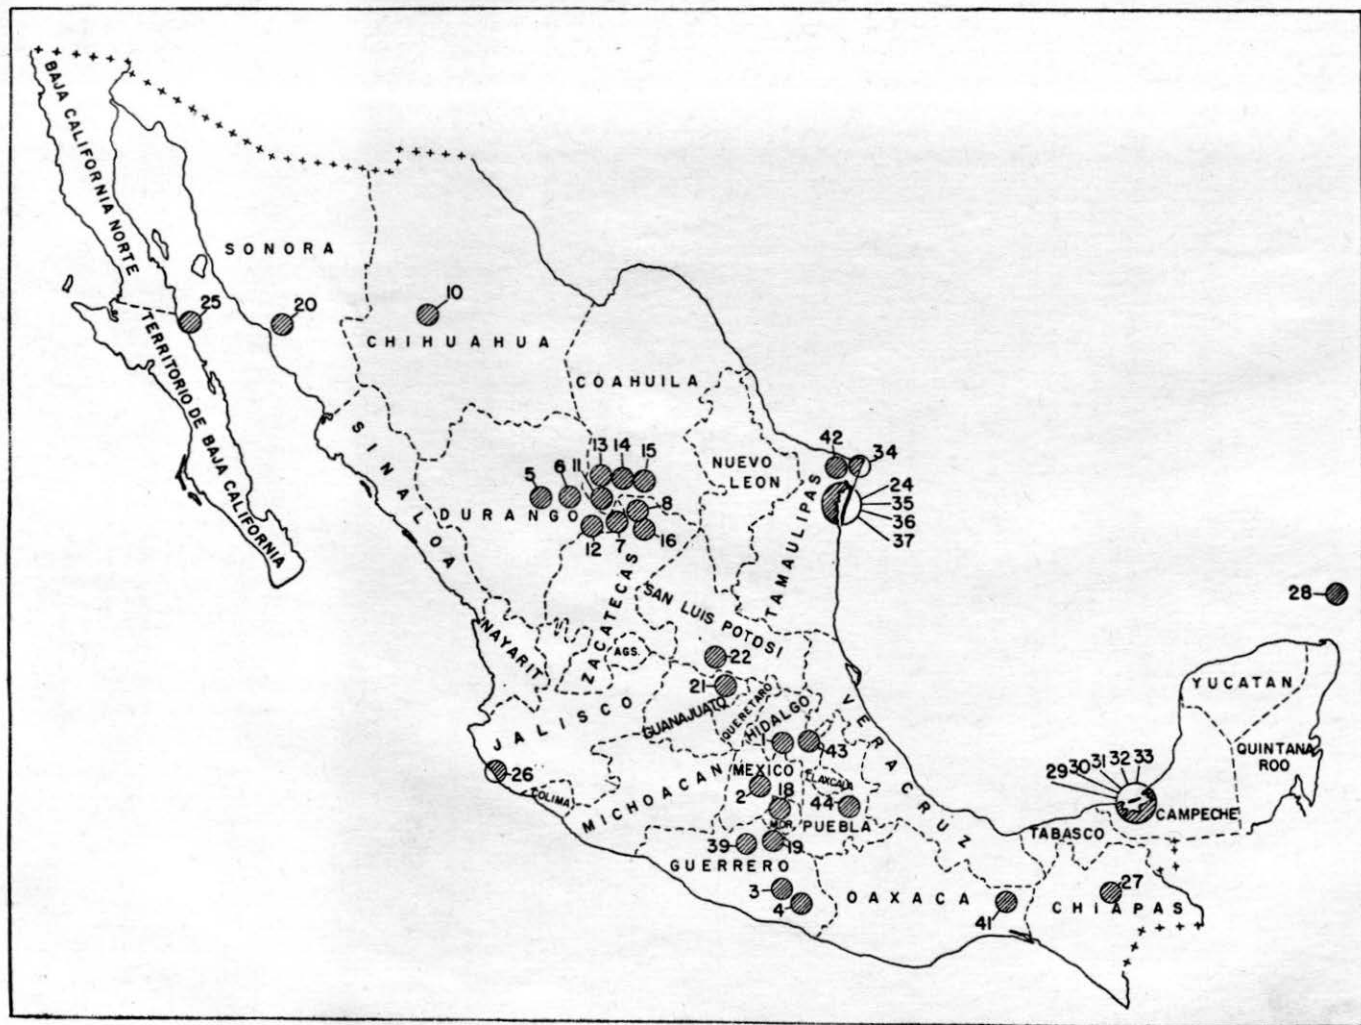 BAJA CALIFORNIA NORTE
SONORA
25
20
10
TERRITORIO DE BAJA CALIFORNIA
CHIHUAHUA
COAHUILA
SINALOA
13
14
15
42
34
5
6
11
NUEVO
LEON
24
35
36
37
8
DURANGO
12
7
16
TAMAULIPAS
ZACATECAS
SAN LUIS POTOSI
28
NAYARIT
AGS.
22
21
YUCATAN
JALISCO
GUANAJUATO
QUERETARO
HIDALGO
VERACRUZ
43
QUINTANA
ROO
26
MEXICO
TLAXCALA
29
30
31
32
33
COLIMA
MICHOACAN
2
18
44
CAMPECHE
MOR.
PUEBLA
TABASCO
39
19
GUERRERO
3
4
OAXACA
41
27
CHIAPAS